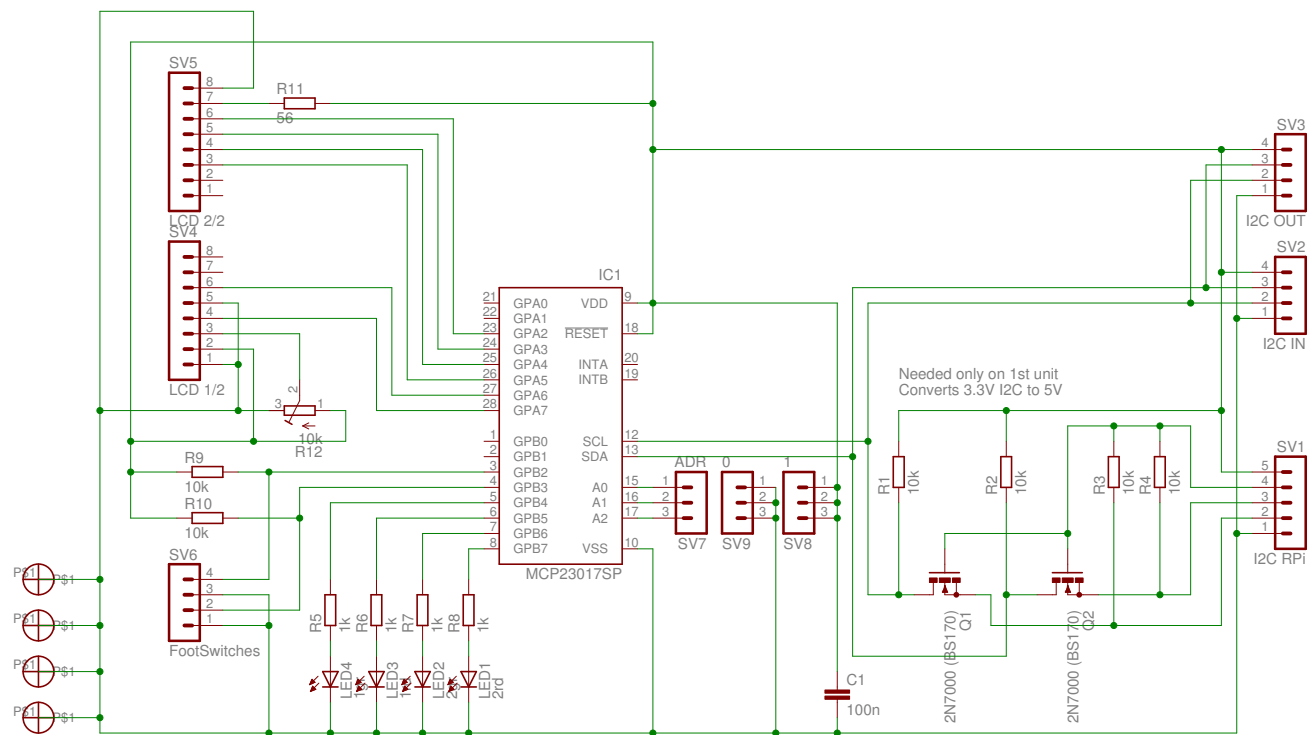 SV5
8
7
6
5
4
3
2
1
LCD 2/2
R11
56
SV4
8
7
6
5
4
3
2
1
LCD 1/2
3
2
1
10k
R12
R9
10k
R10
10k
SV6
4
3
2
1
FootSwitches
P$1 P$1
P$1 P$1
P$1 P$1
P$1 P$1
IC1
21 GPA0 VDD 9
22 GPA1
23 GPA2 RESET 18
24 GPA3
25 GPA4 INTA 20
26 GPA5 INTB 19
27 GPA6
28 GPA7
1 GPB0 SCL 12
2 GPB1 SDA 13
3 GPB2
4 GPB3 A0 15
5 GPB4 A1 16
6 GPB5 A2 17
7 GPB6
8 GPB7 VSS 10
MCP23017SP
ADR
1
2
3
SV7
0
1
2
3
SV9
1
1
2
3
SV8
R5
1k
R6
1k
R7
1k
R8
1k
LED4
LED3
LED2
LED1
2rd
C1
100n
Needed only on 1st unit
Converts 3.3V I2C to 5V
R1
10k
R2
10k
R3
10k
R4
10k
2N7000 (BS170)
Q1
2N7000 (BS170)
Q2
SV3
4
3
2
1
I2C OUT
SV2
4
3
2
1
I2C IN
SV1
5
4
3
2
1
I2C RPi